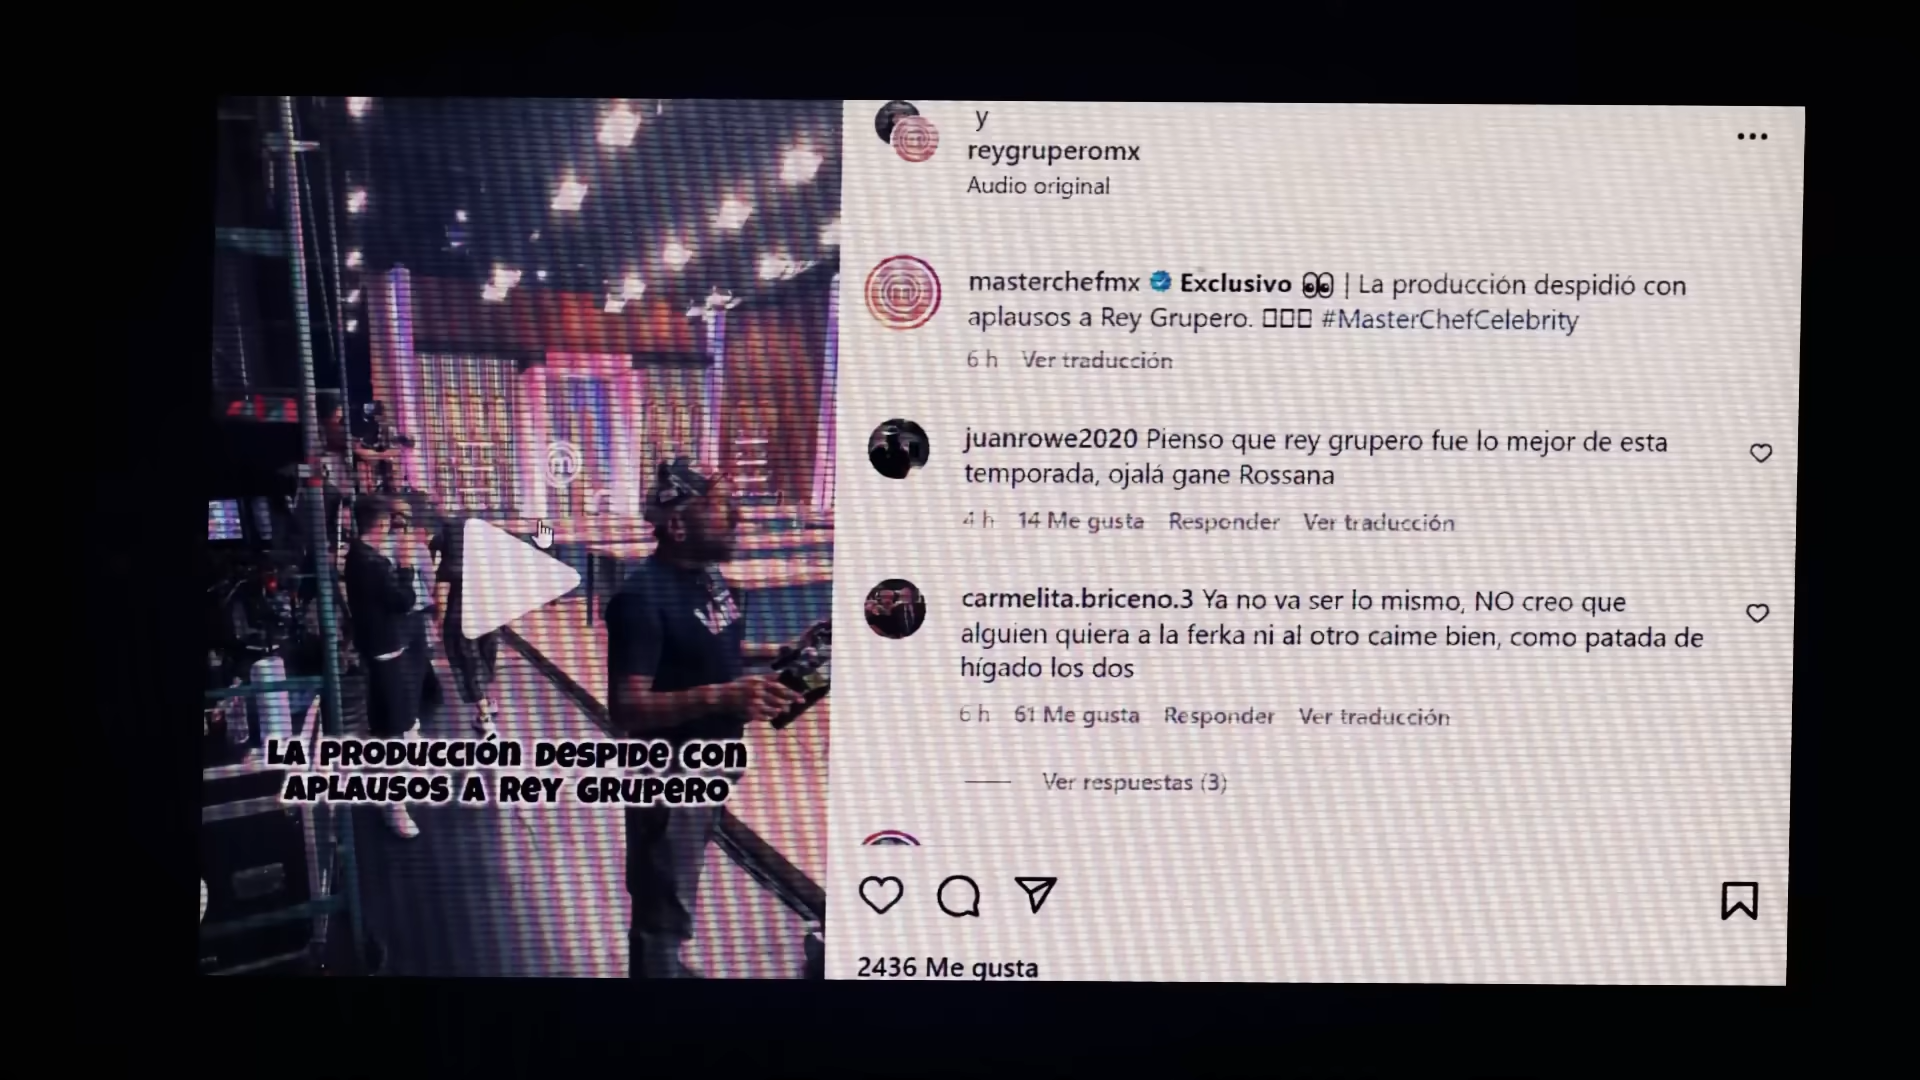 y
reygruperomx
Audio original
masterchefmx Exclusivo 👀 | La producción despidió con
aplausos a Rey Grupero. #MasterChefCelebrity
6 h Ver traducción
juanrowe2020 Pienso que rey grupero fue lo mejor de esta
temporada, ojalá gane Rossana
4 h 14 Me gusta Responder Ver traducción
carmelita.briceno.3 Ya no va ser lo mismo, NO creo que
alguien quiera a la ferka ni al otro caime bien, como patada de
hígado los dos
6 h 61 Me gusta Responder Ver traducción
Ver respuestas (3)
2436 Me gusta
LA PRODUCCIÓN DESPIDE CON
APLAUSOS A REY GRUPERO